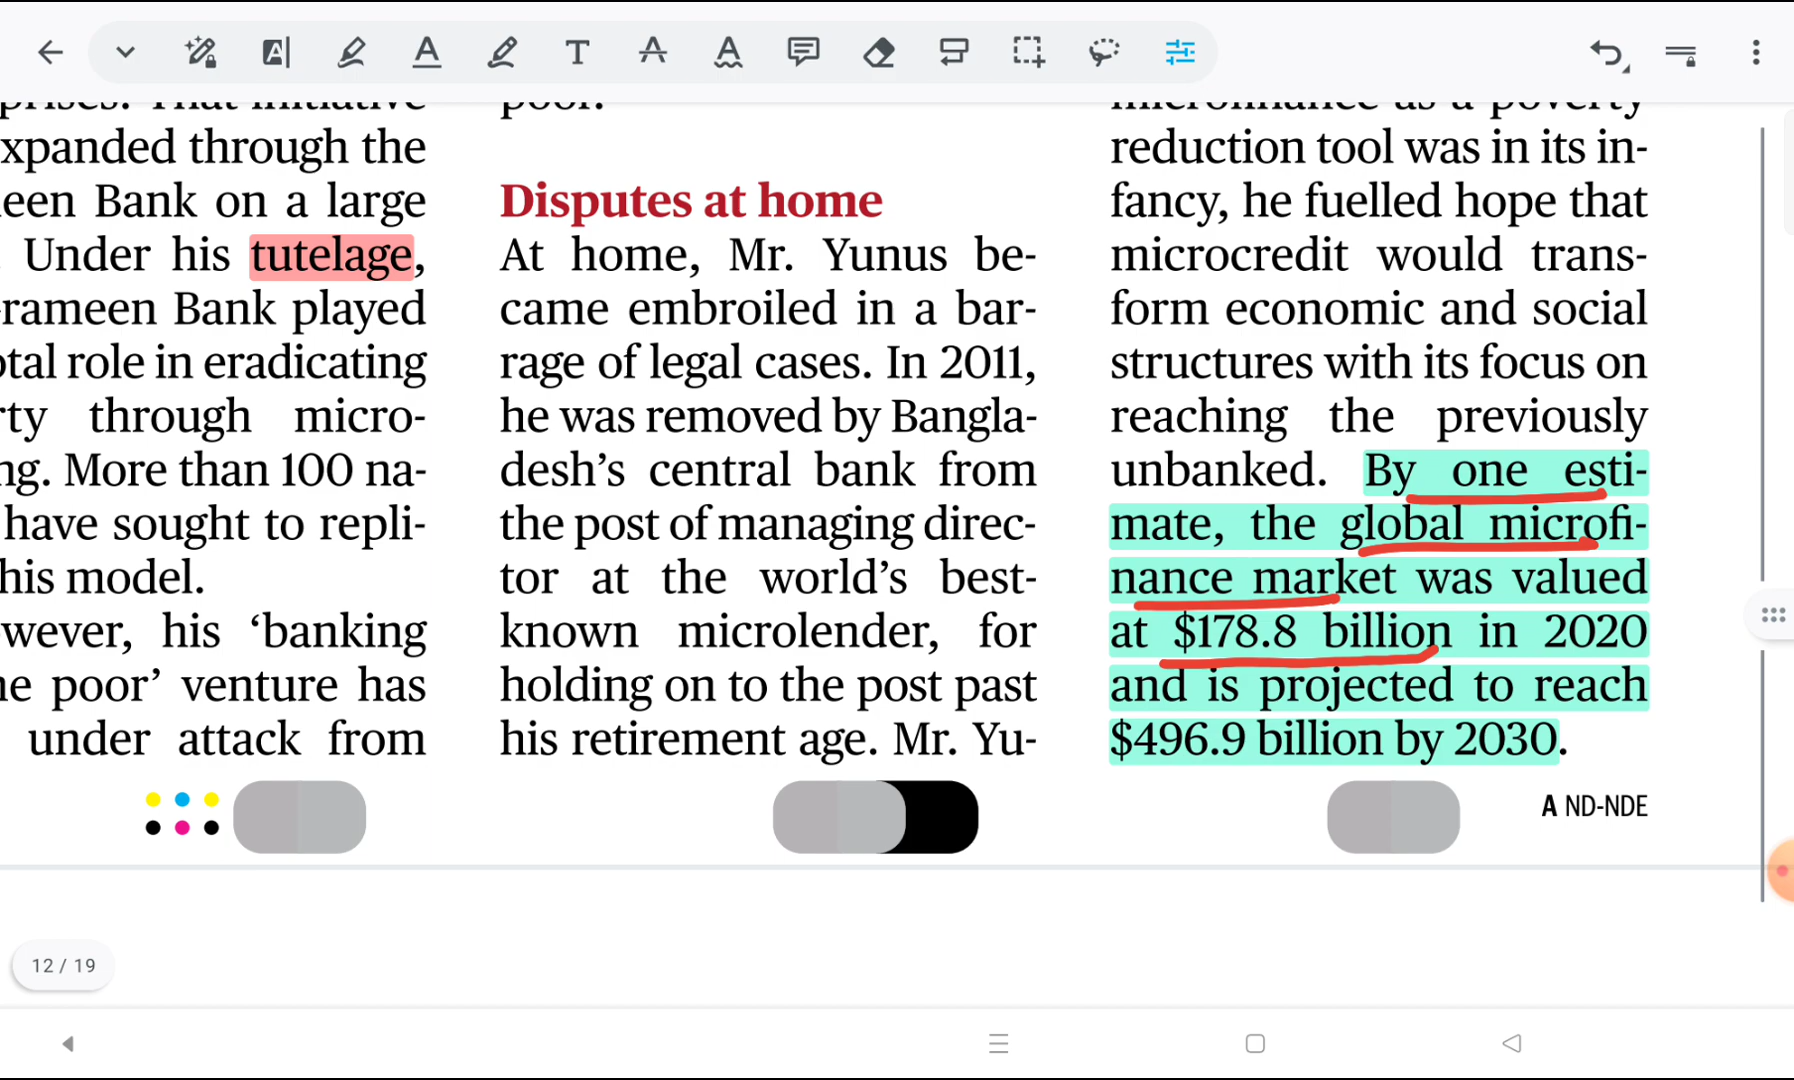 xpanded through the
een Bank on a large
. Under his tutelage,
rameen Bank played
otal role in eradicating
rty through micro-
ng. More than 100 na-
have sought to repli-
his model.
wever, his ‘banking
ne poor’ venture has
under attack from
poor.
Disputes at home
At home, Mr. Yunus be-
came embroiled in a bar-
rage of legal cases. In 2011,
he was removed by Bangla-
desh’s central bank from
the post of managing direc-
tor at the world’s best-
known microlender, for
holding on to the post past
his retirement age. Mr. Yu-
microfinance as a poverty
reduction tool was in its in-
fancy, he fuelled hope that
microcredit would trans-
form economic and social
structures with its focus on
reaching the previously
unbanked. By one esti-
mate, the global microfi-
nance market was valued
at $178.8 billion in 2020
and is projected to reach
$496.9 billion by 2030.
A ND-NDE
12 / 19